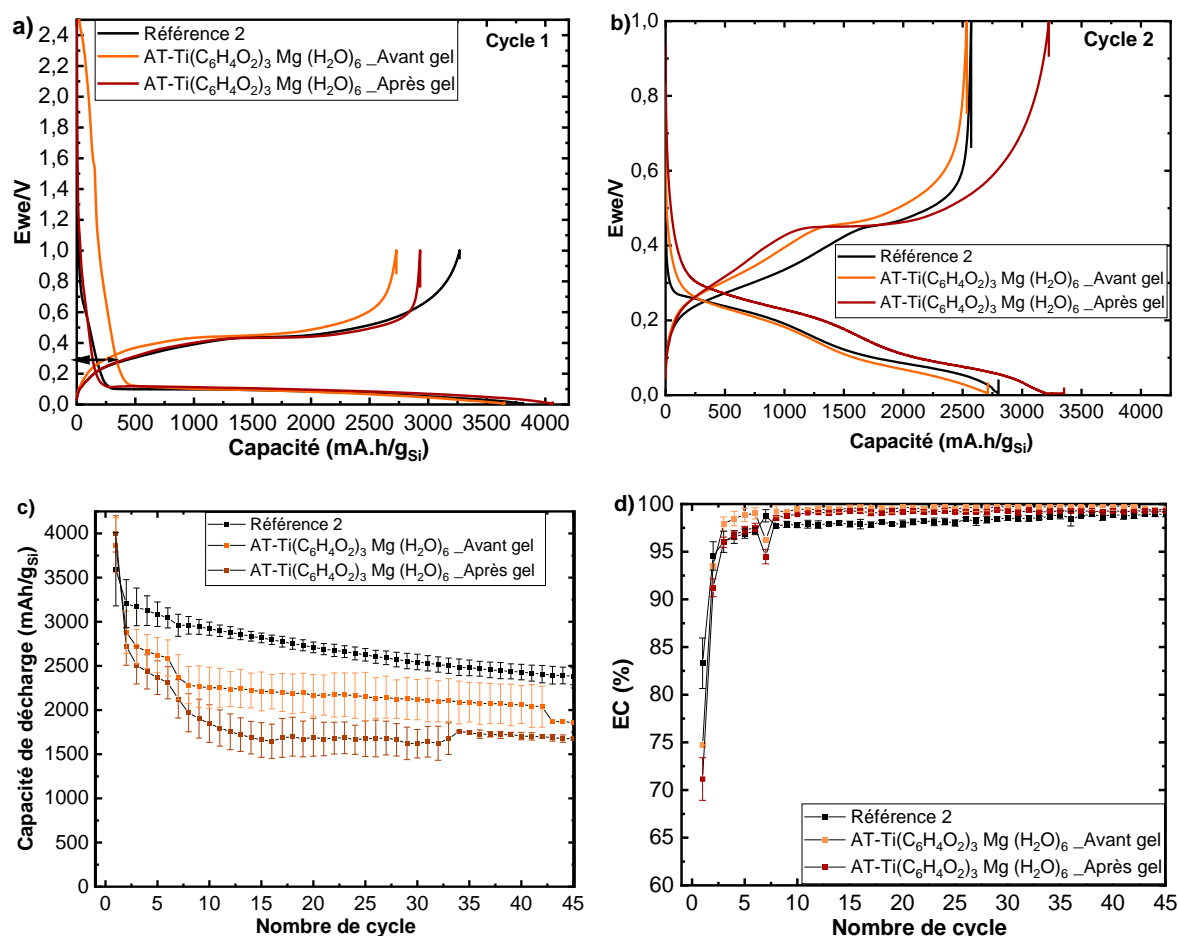 a)
Référence 2
AT-Ti(C6H4O2)3 Mg (H2O)6 _Avant gel
AT-Ti(C6H4O2)3 Mg (H2O)6 _Après gel
Cycle 1
2,4
2,2
2,0
1,8
1,6
1,4
1,2
1,0
0,8
0,6
0,4
0,2
0,0
Ewe/V
0 500 1000 1500 2000 2500 3000 3500 4000
Capacité (mA.h/gSi)
b)
Cycle 2
1,0
0,8
0,6
0,4
0,2
0,0
Ewe/V
Référence 2
AT-Ti(C6H4O2)3 Mg (H2O)6 _Avant gel
AT-Ti(C6H4O2)3 Mg (H2O)6 _Après gel
0 500 1000 1500 2000 2500 3000 3500 4000
Capacité (mA.h/gSi)
c)
Référence 2
AT-Ti(C6H4O2)3 Mg (H2O)6 _Avant gel
AT-Ti(C6H4O2)3 Mg (H2O)6 _Après gel
4000
3500
3000
2500
2000
1500
1000
500
0
Capacité de décharge (mAh/gSi)
0 5 10 15 20 25 30 35 40 45
Nombre de cycle
d)
100
95
90
85
80
75
70
65
60
EC (%)
Référence 2
AT-Ti(C6H4O2)3 Mg (H2O)6 _Avant gel
AT-Ti(C6H4O2)3 Mg (H2O)6 _Après gel
0 5 10 15 20 25 30 35 40 45
Nombre de cycle